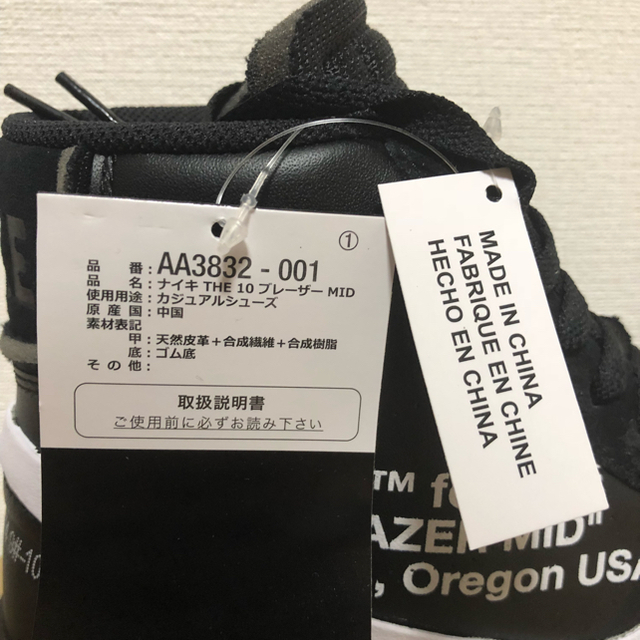 ①
品番：AA3832-001
品名：ナイキ THE 10 ブレーザー MID
使用用途：カジュアルシューズ
原産国：中国
素材表記
甲：天然皮革＋合成繊維＋合成樹脂
底：ゴム底
その他：
取扱説明書
ご使用前に必ずお読み下さい
MADE IN CHINA
FABRIQUE EN CHINE
HECHO EN CHINA
MID"
, Oregon USA